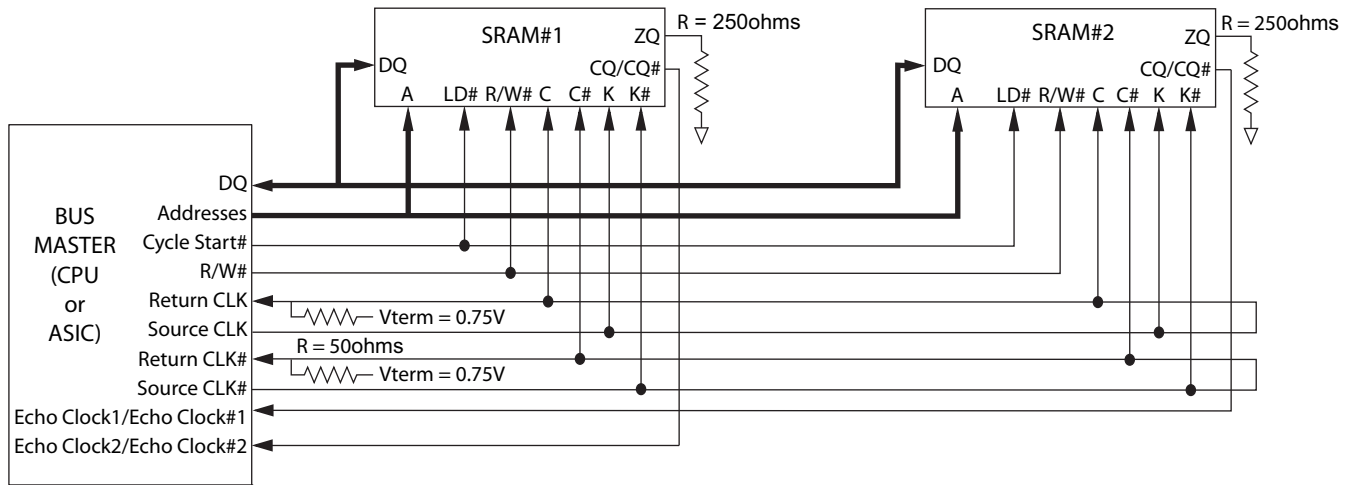 SRAM#1
ZQ
R = 250ohms
CQ/CQ#
DQ
A LD# R/W# C C# K K#
SRAM#2
ZQ
R = 250ohms
CQ/CQ#
DQ
A LD# R/W# C C# K K#
BUS
MASTER
(CPU
or
ASIC)
DQ
Addresses
Cycle Start#
R/W#
Return CLK
Source CLK
Return CLK#
Source CLK#
Echo Clock1/Echo Clock#1
Echo Clock2/Echo Clock#2
Vterm = 0.75V
R = 50ohms
Vterm = 0.75V